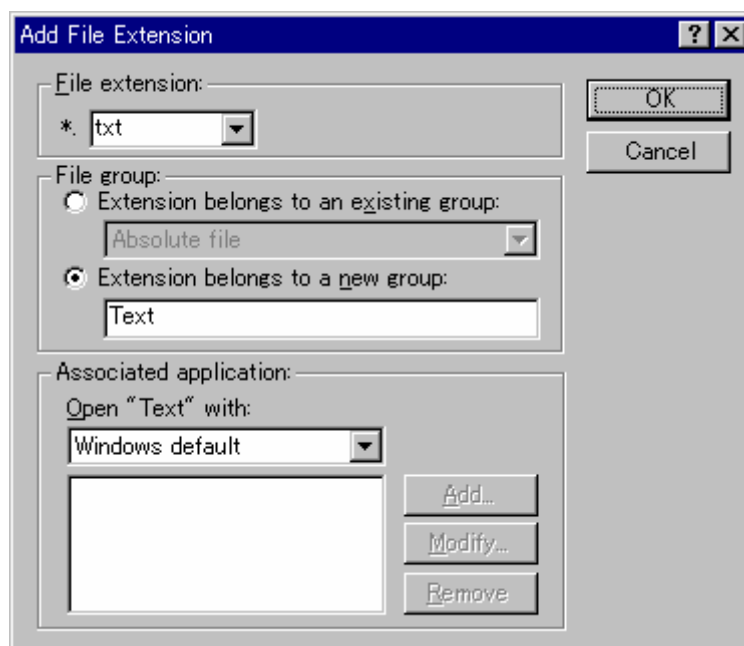 Add File Extension
File extension:
*. txt
OK
Cancel
File group:
Extension belongs to an existing group:
Absolute file
Extension belongs to a new group:
Text
Associated application:
Open "Text" with:
Windows default
Add...
Modify...
Remove